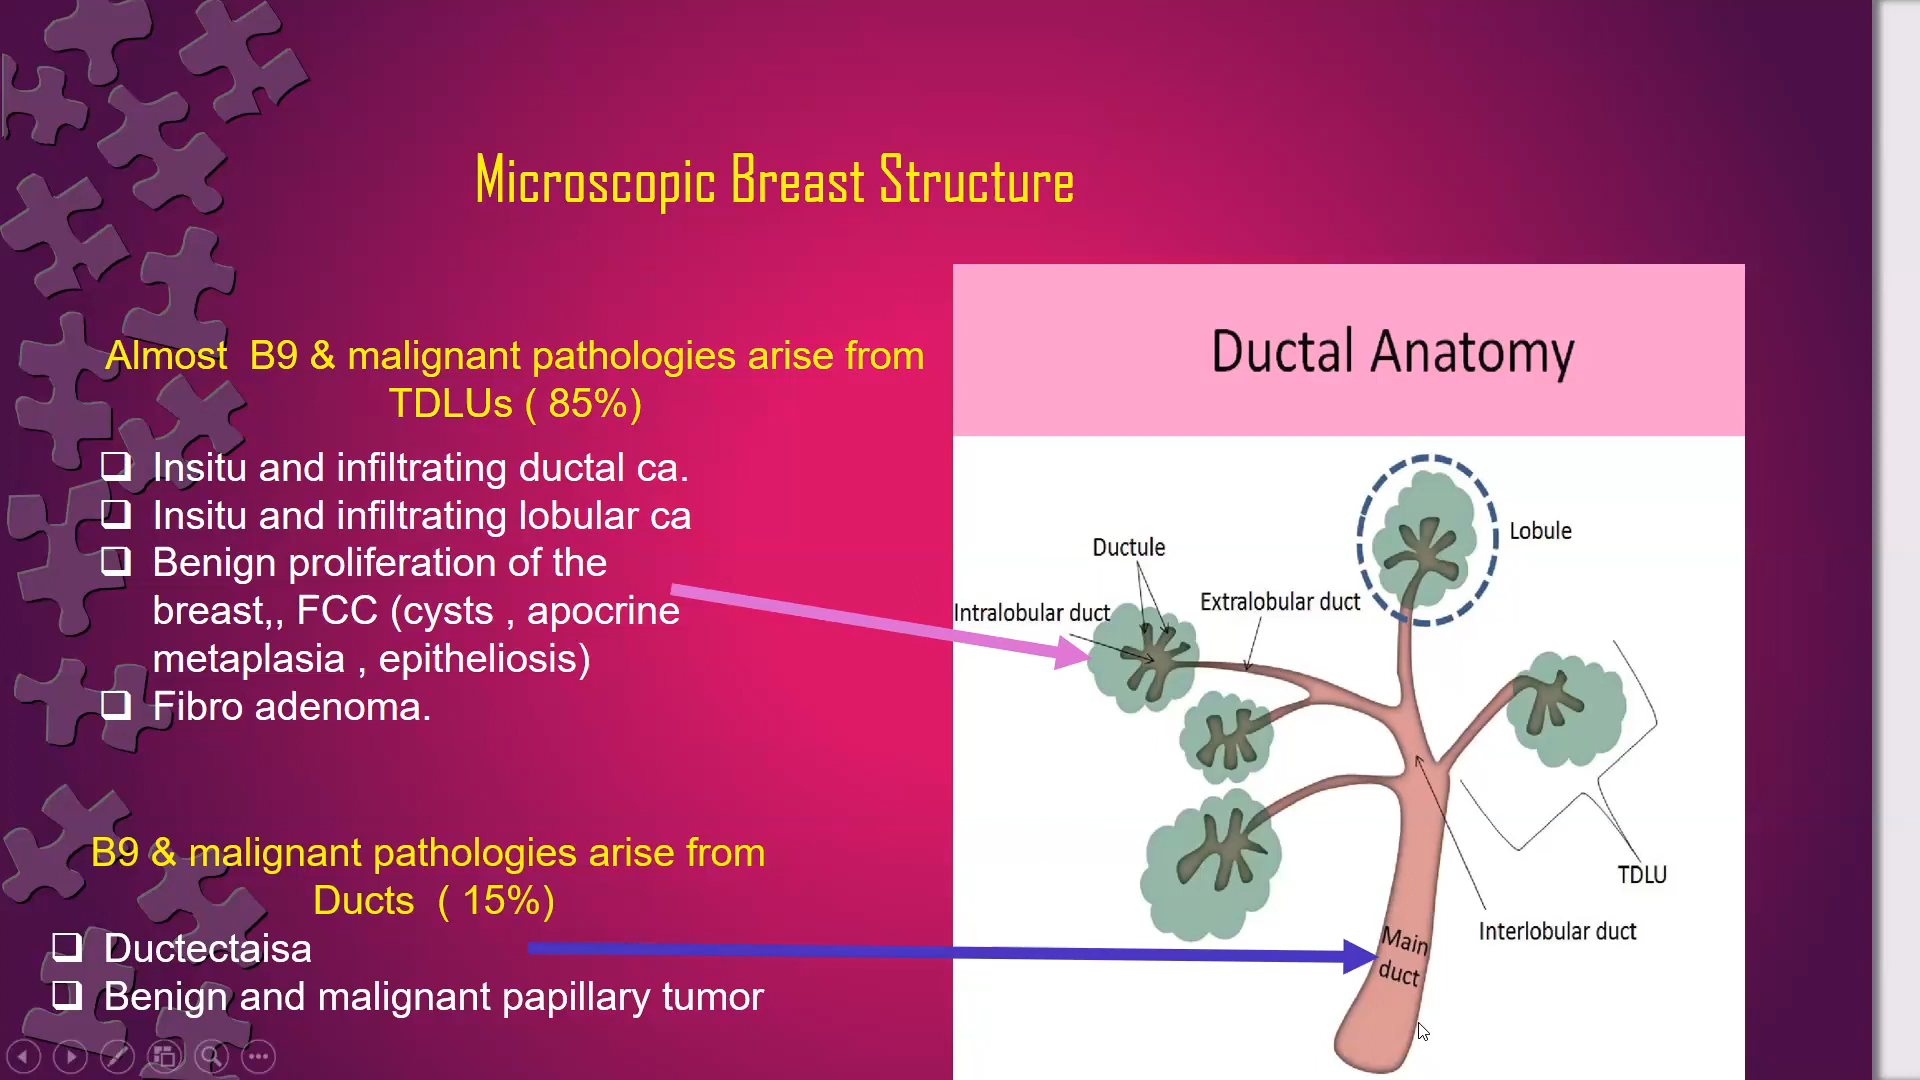 Microscopic Breast Structure
Almost B9 & malignant pathologies arise from
TDLUs ( 85%)
Insitu and infiltrating ductal ca.
Insitu and infiltrating lobular ca
Benign proliferation of the
breast,, FCC (cysts , apocrine
metaplasia , epitheliosis)
Fibro adenoma.
B9 & malignant pathologies arise from
Ducts ( 15%)
Ductectaisa
Benign and malignant papillary tumor
Ductal Anatomy
Lobule
Ductule
Extralobular duct
Intralobular duct
TDLU
Interlobular duct
Main
duct